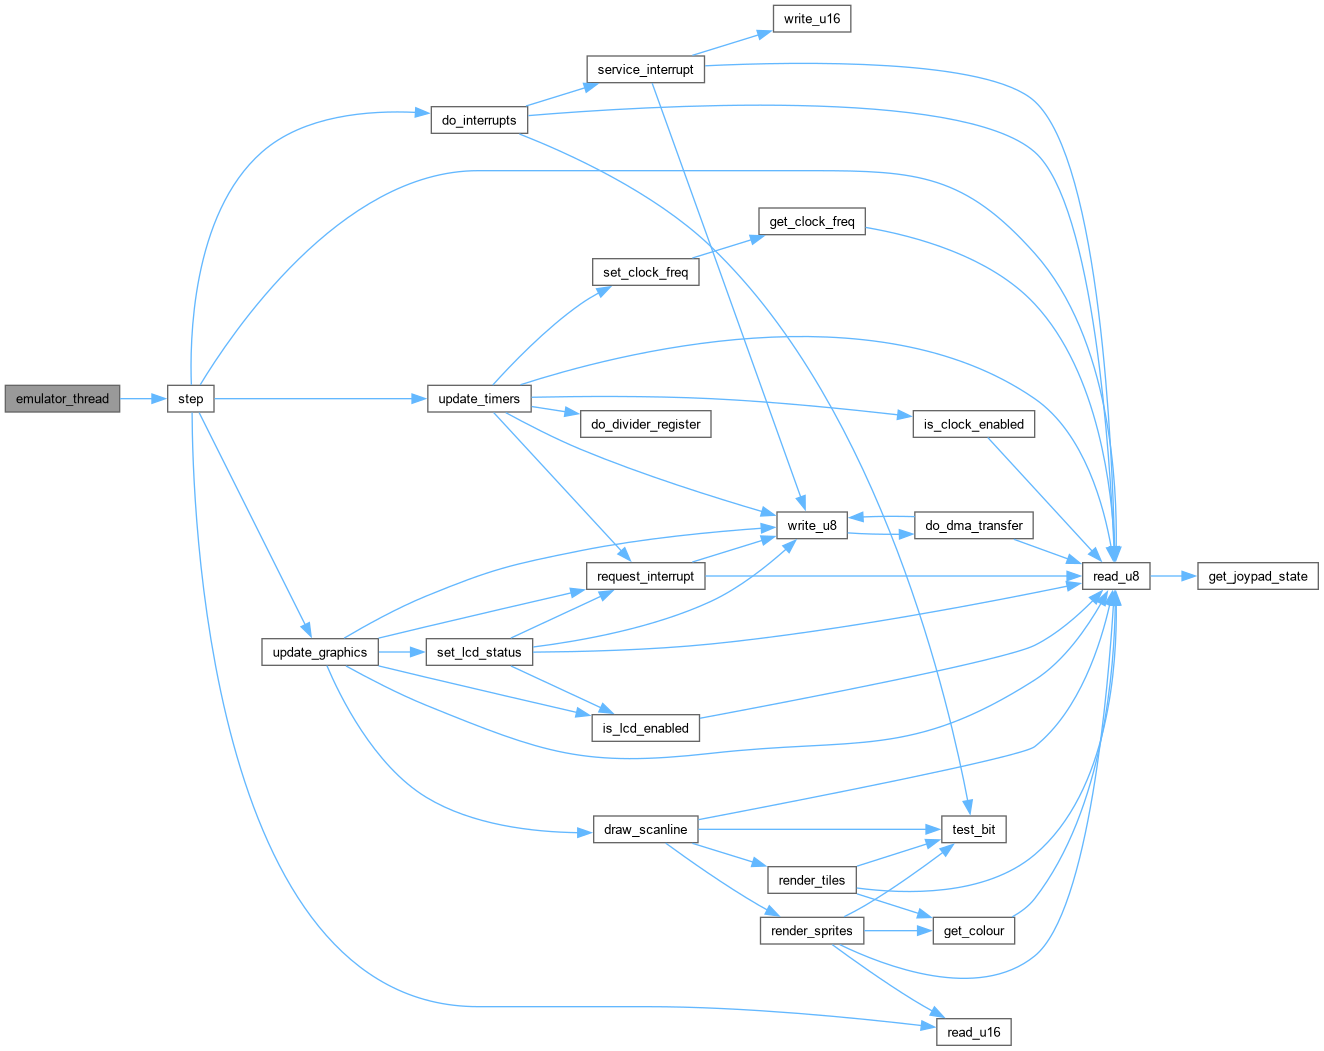 write_u16
service_interrupt
do_interrupts
get_clock_freq
set_clock_freq
emulator_thread
step
update_timers
do_divider_register
is_clock_enabled
write_u8
do_dma_transfer
request_interrupt
read_u8
get_joypad_state
update_graphics
set_lcd_status
is_lcd_enabled
draw_scanline
test_bit
render_tiles
render_sprites
get_colour
read_u16